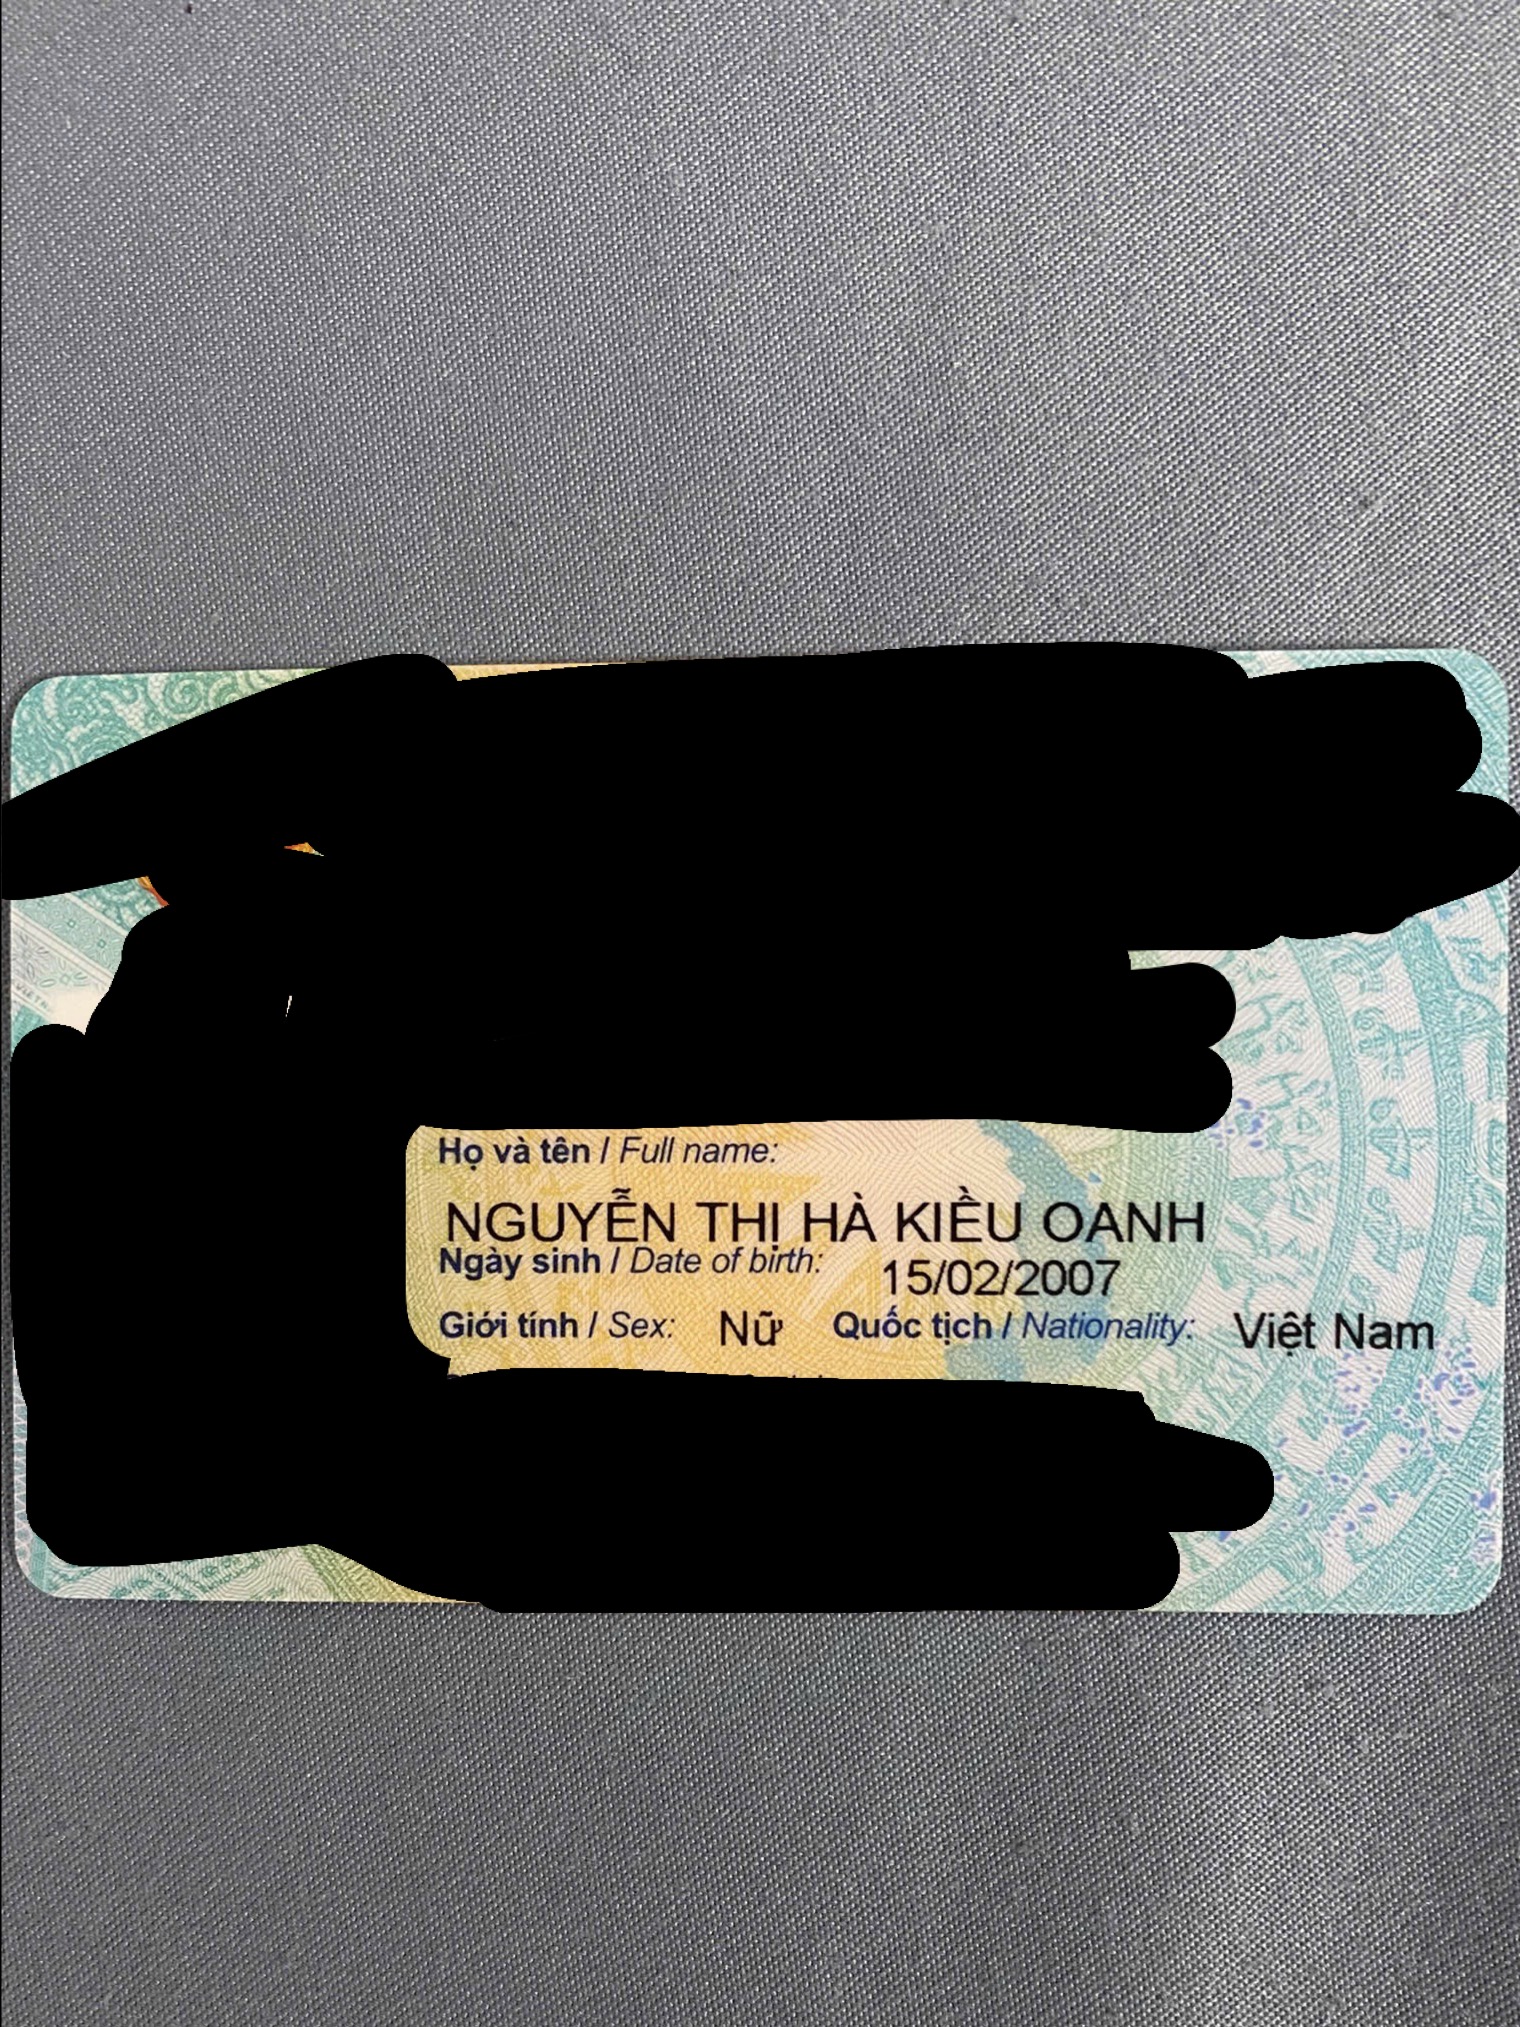 Họ và tên / Full name:
NGUYỄN THỊ HÀ KIỀU OANH
Ngày sinh / Date of birth: 15/02/2007
Giới tính / Sex: Nữ Quốc tịch / Nationality: Việt Nam